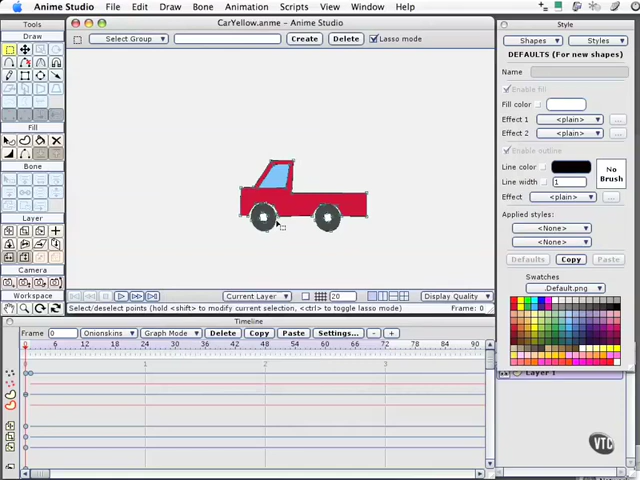 Anime Studio File Edit Draw Bone Animation Scripts View Window Help
CarYellow.anme - Anime Studio
Tools
Draw
Fill
Bone
Layer
Camera
Workspace
Select Group
Create
Delete
Lasso mode
Current Layer
20
Display Quality
Frame: 0
Select/deselect points (hold <shift> to modify current selection, <ctrl> to toggle lasso mode)
Style
Shapes
Styles
DEFAULTS (For new shapes)
Name
Enable fill
Fill color
Effect 1
<plain>
...
Effect 2
<plain>
...
Enable outline
Line color
Line width
1
No Brush
Effect
<plain>
...
Applied styles:
<none>
<none>
Defaults
Copy
Paste
Swatches
.Default.png
Layer 1
Timeline
Frame 0
Onionskins
Graph Mode
Delete
Copy
Paste
Settings...
-
+
0 6 12 18 24 30 36 42 48 54 60 66 72 78 84 90
1 2 3
VTC